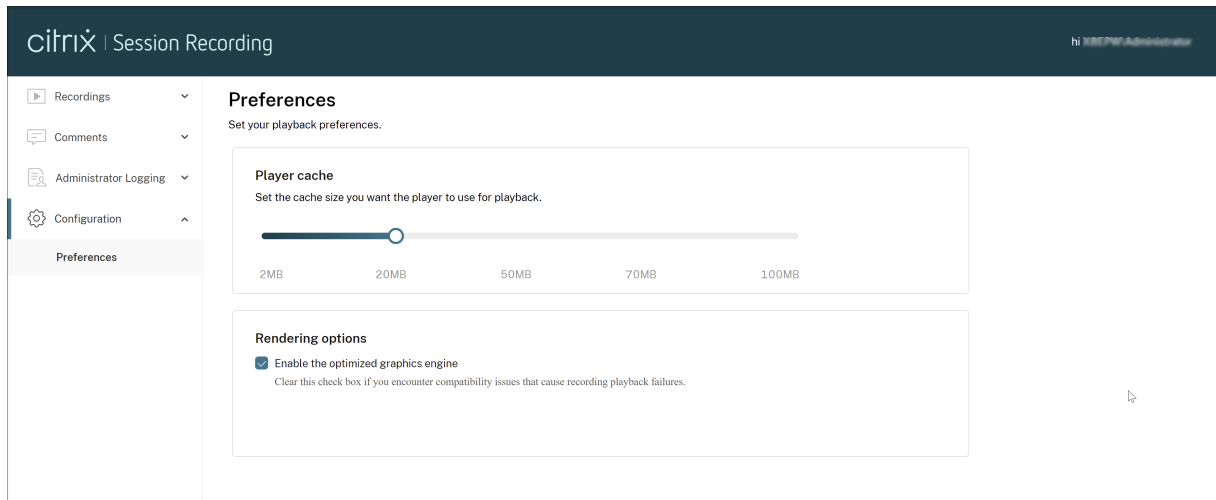 citrix | Session Recording
hi
Recordings
Comments
Administrator Logging
Configuration
Preferences
Preferences
Set your playback preferences.
Player cache
Set the cache size you want the player to use for playback.
2MB 20MB 50MB 70MB 100MB
Rendering options
Enable the optimized graphics engine
Clear this check box if you encounter compatibility issues that cause recording playback failures.